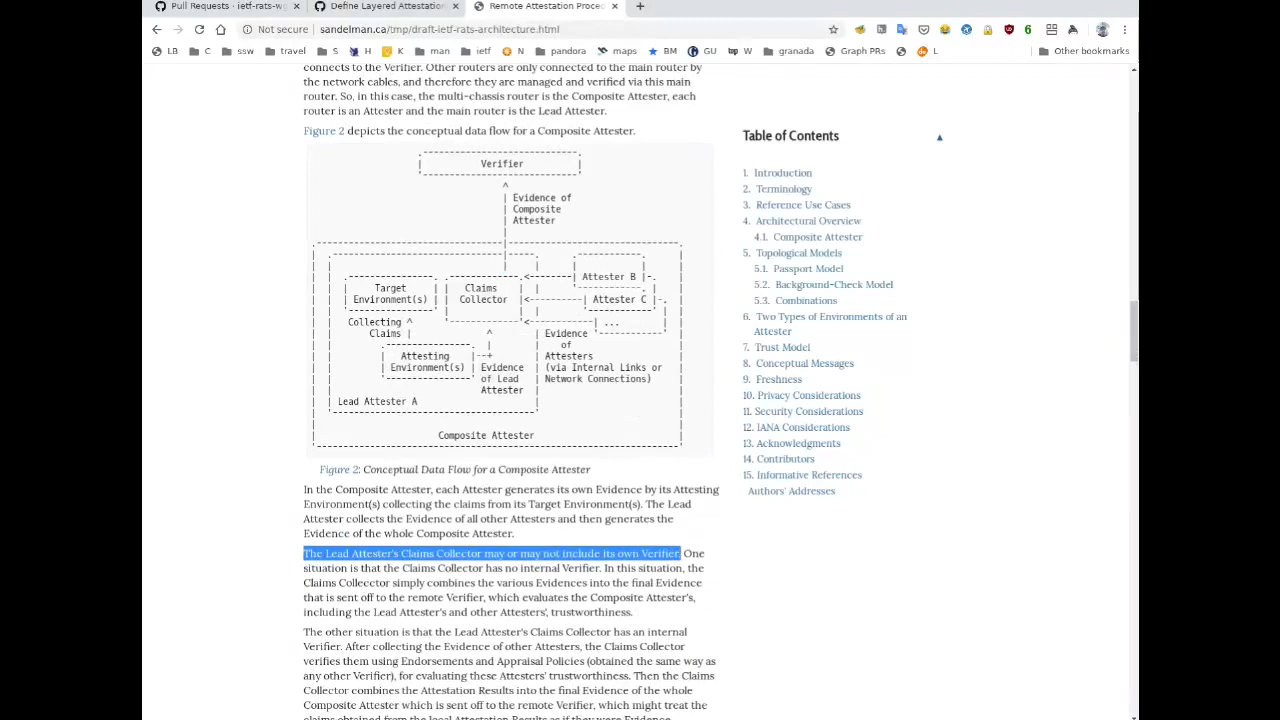 Pull Requests · ietf-rats-w
Define Layered Attestation
Remote Attestation Proced
Not secure | sandelman.ca/tmp/draft-ietf-rats-architecture.html
LB C ssw travel S H K man ietf N pandora maps BM GU W granada Graph PRs L Other bookmarks
connects to the Verifier. Other routers are only connected to the main router by
the network cables, and therefore they are managed and verified via this main
router. So, in this case, the multi-chassis router is the Composite Attester, each
router is an Attester and the main router is the Lead Attester.
Figure 2 depicts the conceptual data flow for a Composite Attester.
Verifier
Evidence of
Composite
Attester
Attester B
Target Claims
Environment(s) Collector Attester C
Collecting ...
Claims Evidence
of
Attesting Attesters
Environment(s) Evidence (via Internal Links or
of Lead Network Connections)
Attester
Lead Attester A
Composite Attester
Figure 2: Conceptual Data Flow for a Composite Attester
In the Composite Attester, each Attester generates its own Evidence by its Attesting
Environment(s) collecting the claims from its Target Environment(s). The Lead
Attester collects the Evidence of all other Attesters and then generates the
Evidence of the whole Composite Attester.
The Lead Attester's Claims Collector may or may not include its own Verifier. One
situation is that the Claims Collector has no internal Verifier. In this situation, the
Claims Colleector simply combines the various Evidences into the final Evidence
that is sent off to the remote Verifier, which evaluates the Composite Attester's,
including the Lead Attester's and other Attesters', trustworthiness.
The other situation is that the Lead Attester's Claims Collector has an internal
Verifier. After collecting the Evidence of other Attesters, the Claims Collector
verifies them using Endorsements and Appraisal Policies (obtained the same way as
any other Verifier), for evaluating these Attesters' trustworthiness. Then the Claims
Collector combines the Attestation Results into the final Evidence of the whole
Composite Attester which is sent off to the remote Verifier, which might treat the
claims obtained from the local Attestation Results as if they were Evidence.
Table of Contents
1. Introduction
2. Terminology
3. Reference Use Cases
4. Architectural Overview
4.1. Composite Attester
5. Topological Models
5.1. Passport Model
5.2. Background-Check Model
5.3. Combinations
6. Two Types of Environments of an
Attester
7. Trust Model
8. Conceptual Messages
9. Freshness
10. Privacy Considerations
11. Security Considerations
12. IANA Considerations
13. Acknowledgments
14. Contributors
15. Informative References
Authors' Addresses